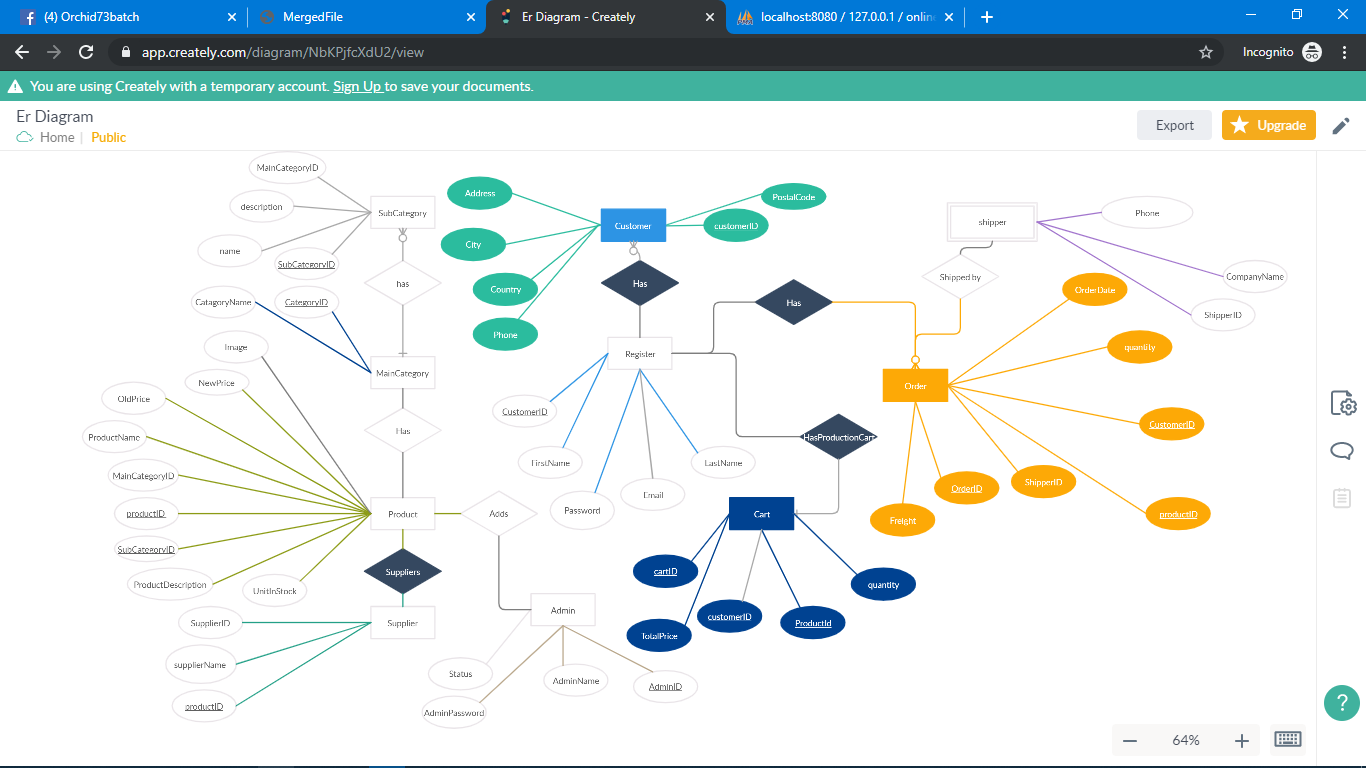 (4) Orchid73batch
MergedFile
Er Diagram - Creately
localhost:8080 / 127.0.0.1 / onlin
app.creately.com/diagram/NbKPjfcXdU2/view
Incognito
You are using Creately with a temporary account. Sign Up to save your documents.
Er Diagram
Home | Public
Export
Upgrade
MainCategoryID
description
name
SubCategoryID
SubCategory
has
CatagoryName
CategoryID
MainCategory
Has
Image
NewPrice
OldPrice
ProductName
MainCategoryID
productID
SubCategoryID
ProductDescription
UnitInStock
Product
Adds
Suppliers
Supplier
SupplierID
supplierName
productID
Admin
Status
AdminPassword
AdminName
AdminID
Address
City
Country
Phone
Customer
PostalCode
customerID
Has
Register
CustomerID
FirstName
Password
Email
LastName
Has
HasProductionCart
Cart
cartID
TotalPrice
customerID
ProductId
quantity
shipper
Phone
CompanyName
ShipperID
Shipped by
Order
OrderDate
quantity
CustomerID
productID
ShipperID
OrderID
Freight
?
64%